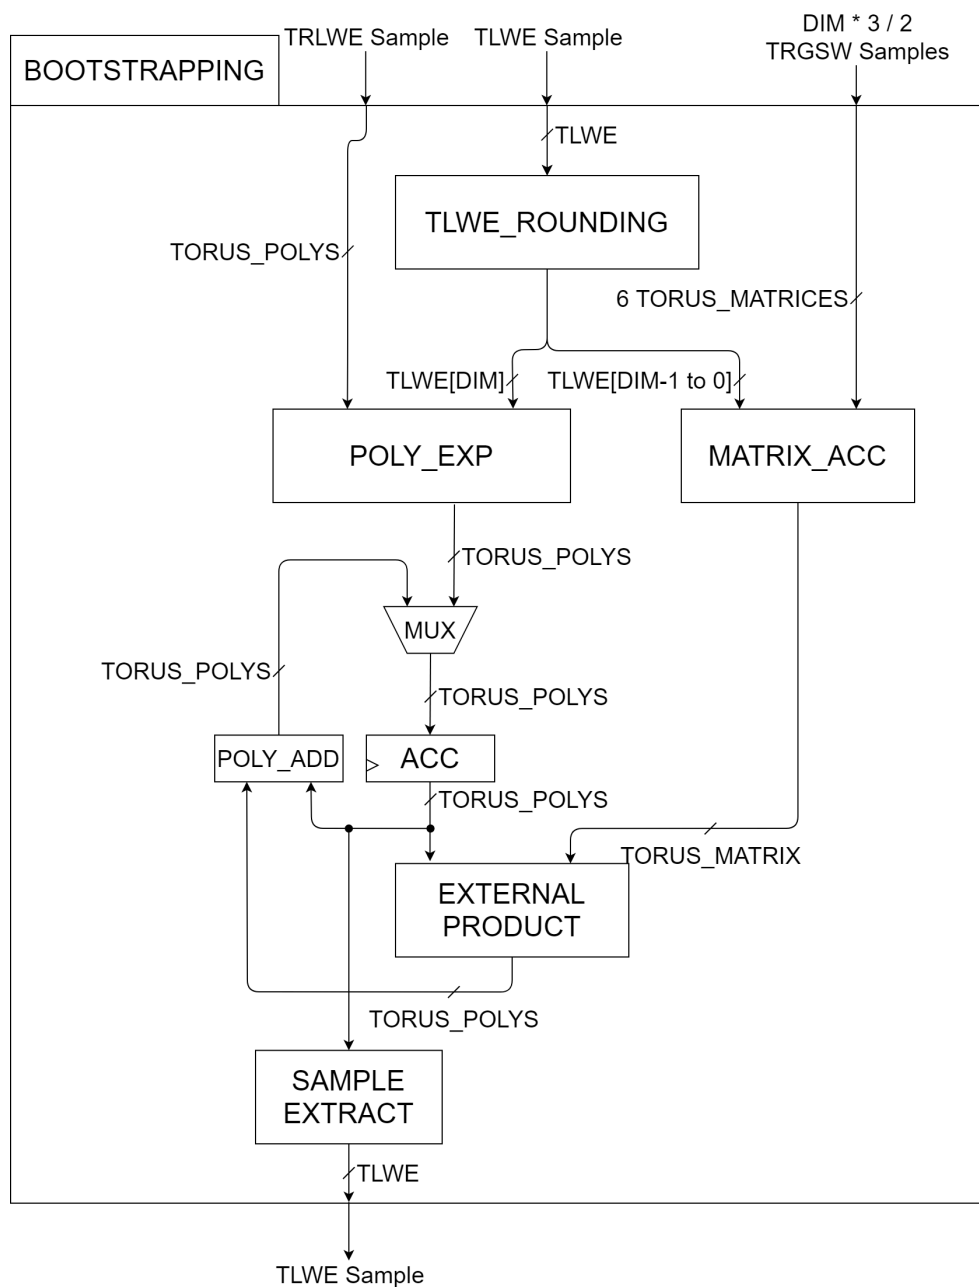 TRLWE Sample
TLWE Sample
DIM * 3 / 2
TRGSW Samples
BOOTSTRAPPING
TLWE
TLWE_ROUNDING
TORUS_POLYS
6 TORUS_MATRICES
TLWE[DIM]
TLWE[DIM-1 to 0]
POLY_EXP
MATRIX_ACC
TORUS_POLYS
MUX
TORUS_POLYS
TORUS_POLYS
POLY_ADD
ACC
TORUS_POLYS
TORUS_MATRIX
EXTERNAL
PRODUCT
TORUS_POLYS
SAMPLE
EXTRACT
TLWE
TLWE Sample